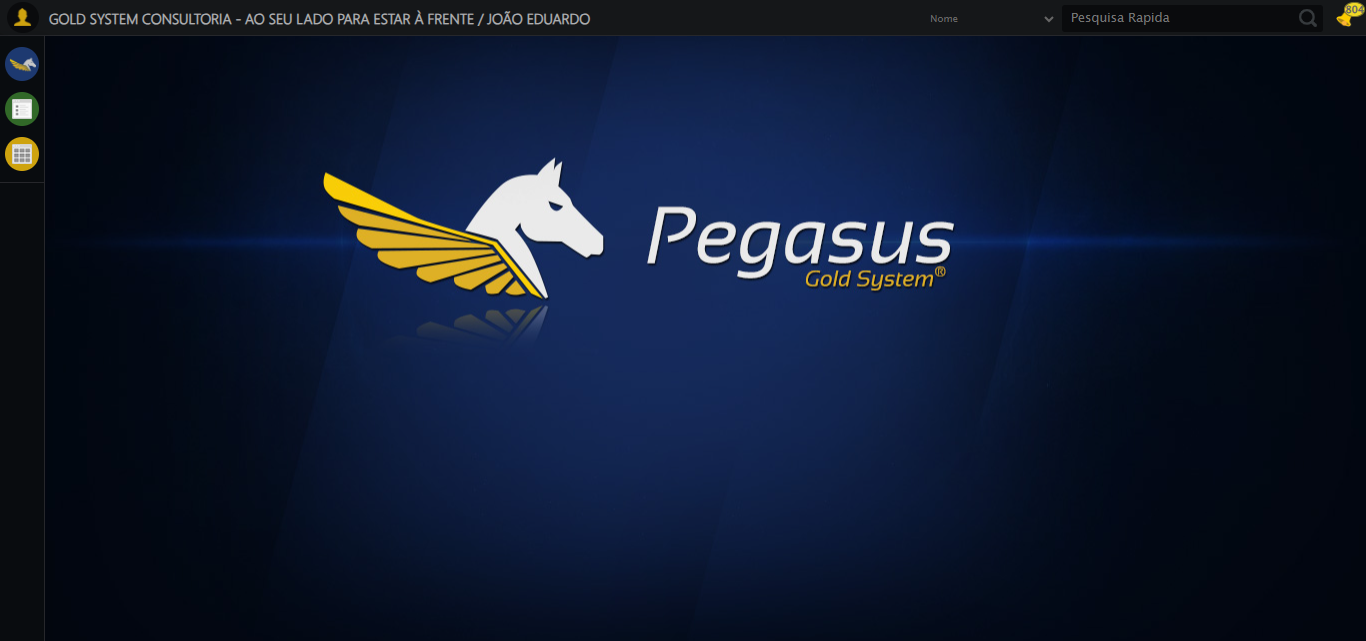 GOLD SYSTEM CONSULTORIA - AO SEU LADO PARA ESTAR À FRENTE / JOÃO EDUARDO
Nome
Pesquisa Rapida
804
Pegasus
Gold System®